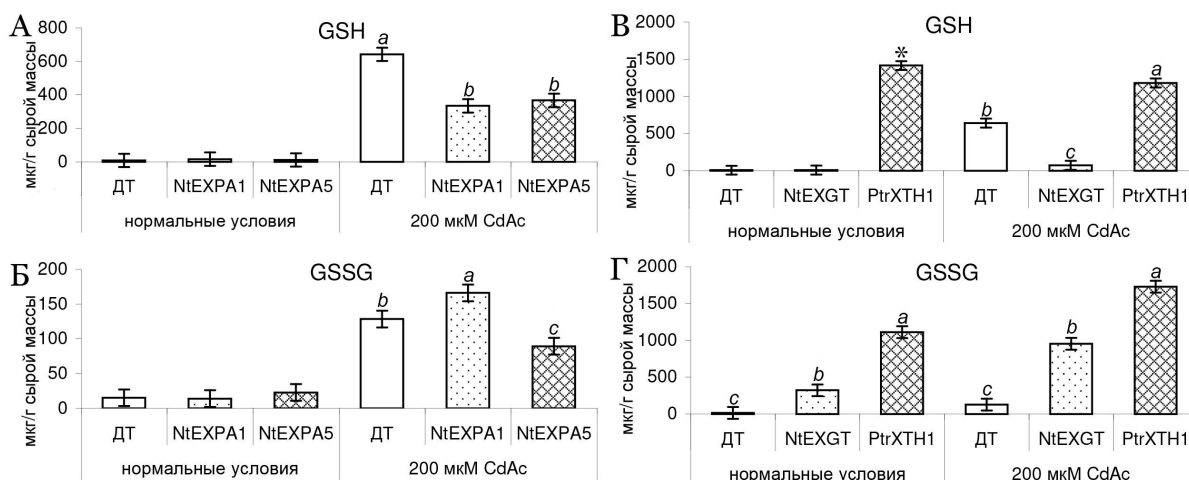 А
GSH
мкг/г сырой массы
800
600
400
200
0
a
b
b
ДТ NtEXPA1 NtEXPA5 ДТ NtEXPA1 NtEXPA5
нормальные условия 200 мкМ CdAc
В
GSH
мкг/г сырой массы
2000
1500
1000
500
0
*
b
c
a
ДТ NtEXGT PtrXTH1 ДТ NtEXGT PtrXTH1
нормальные условия 200 мкМ CdAc
Б
GSSG
мкг/г сырой массы
200
150
100
50
0
b
a
c
ДТ NtEXPA1 NtEXPA5 ДТ NtEXPA1 NtEXPA5
нормальные условия 200 мкМ CdAc
Г
GSSG
мкг/г сырой массы
2000
1500
1000
500
0
c
b
a
c
b
a
ДТ NtEXGT PtrXTH1 ДТ NtEXGT PtrXTH1
нормальные условия 200 мкМ CdAc